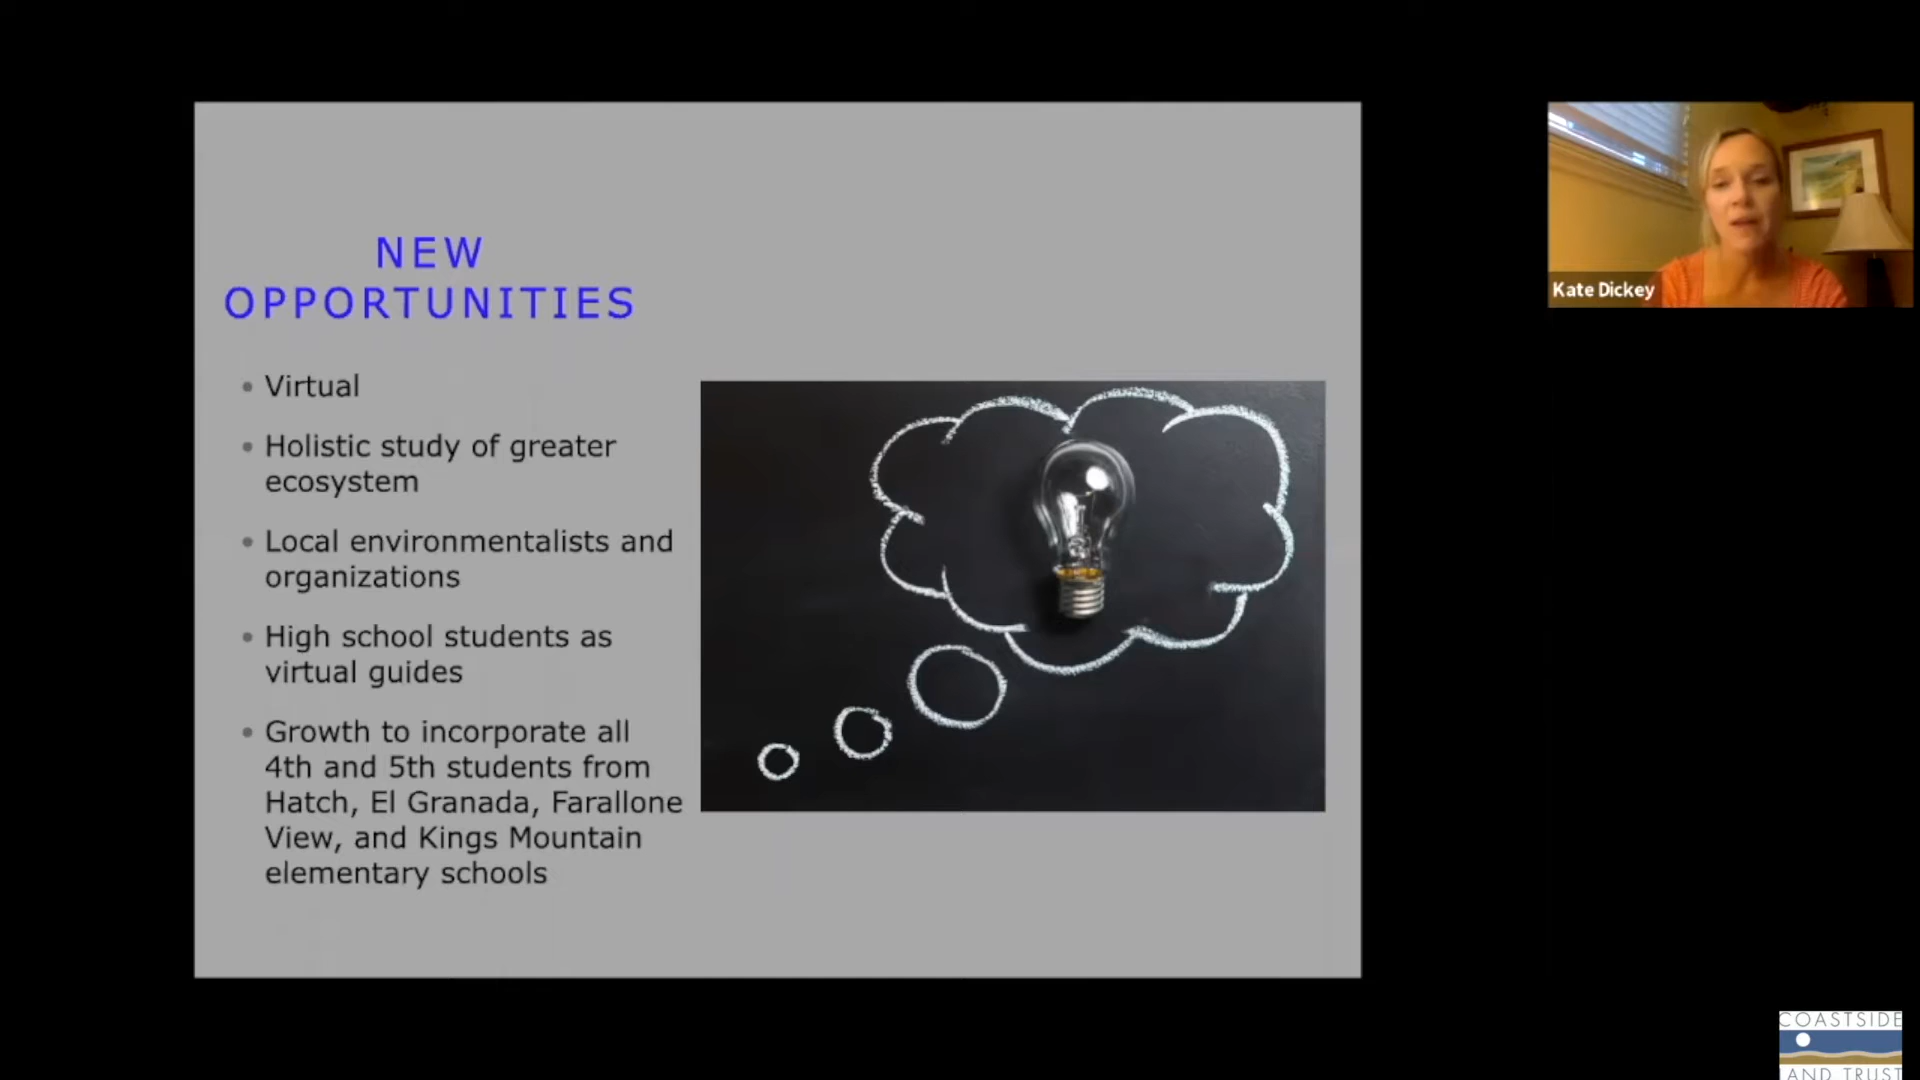 NEW
OPPORTUNITIES
• Virtual
• Holistic study of greater
ecosystem
• Local environmentalists and
organizations
• High school students as
virtual guides
• Growth to incorporate all
4th and 5th students from
Hatch, El Granada, Farallone
View, and Kings Mountain
elementary schools
Kate Dickey
COASTSIDE
LAND TRUST